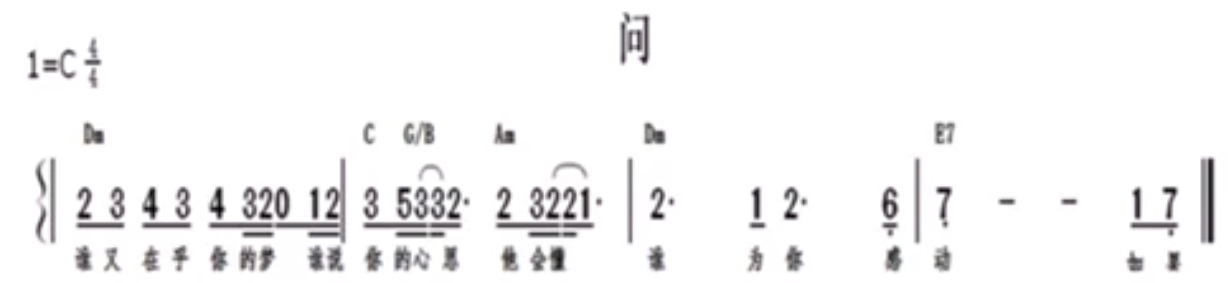 问
1=C 4/4
Dm C G/B Am Dm E7
2 3 4 3 4 320 12 3 5332· 2 3221· 2· 1 2· 6 7 - - 1 7
谁又 在乎 你的梦 谁说 你的心思 他会懂 谁 为你 感动 如果